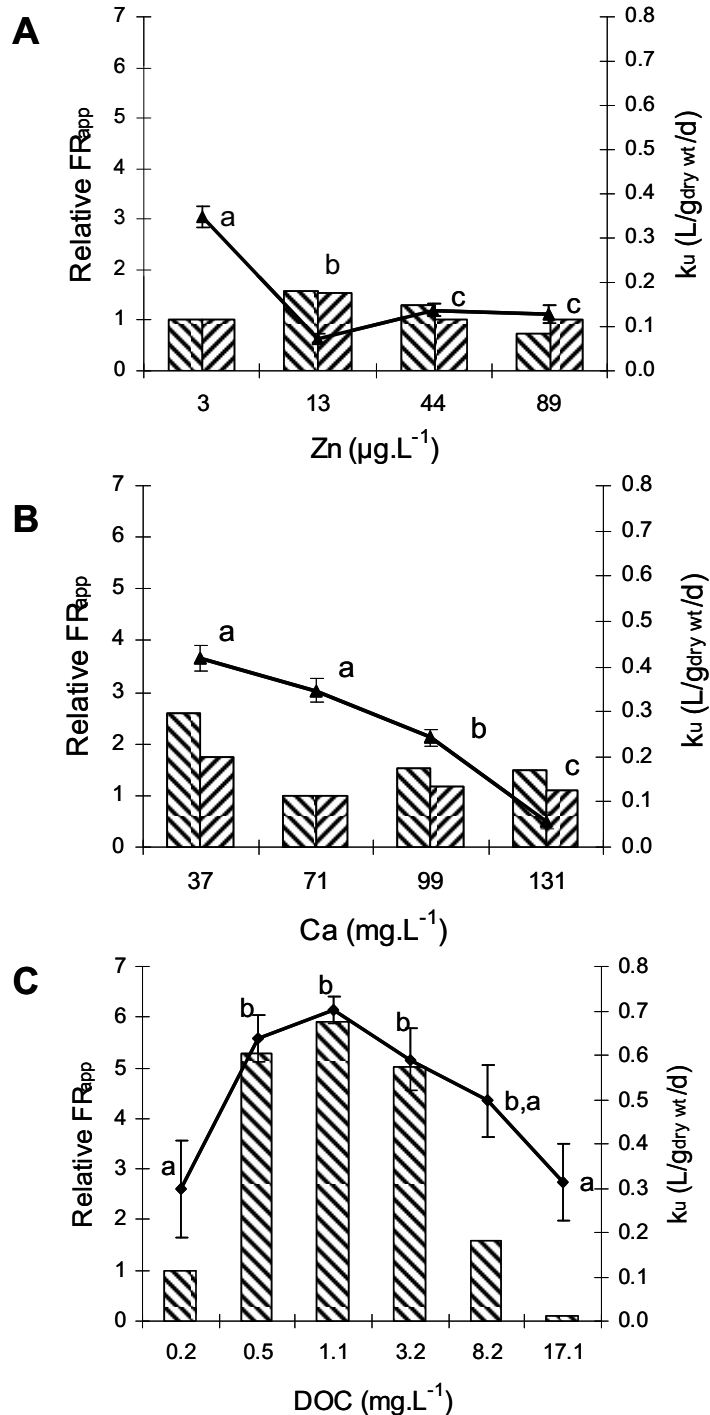 A
Relative FRapp
7
6
5
4
3
2
1
0
a
b
c
c
0.8
0.7
0.6
0.5
0.4
0.3
0.2
0.1
0.0
ku (L/gdry wt/d)
3 13 44 89
Zn (µg.L-1)
B
Relative FRapp
7
6
5
4
3
2
1
0
a
a
b
c
0.8
0.7
0.6
0.5
0.4
0.3
0.2
0.1
0.0
ku (L/gdry wt/d)
37 71 99 131
Ca (mg.L-1)
C
Relative FRapp
7
6
5
4
3
2
1
0
a
b
b
b
b,a
a
0.8
0.7
0.6
0.5
0.4
0.3
0.2
0.1
0.0
ku (L/gdry wt/d)
0.2 0.5 1.1 3.2 8.2 17.1
DOC (mg.L-1)